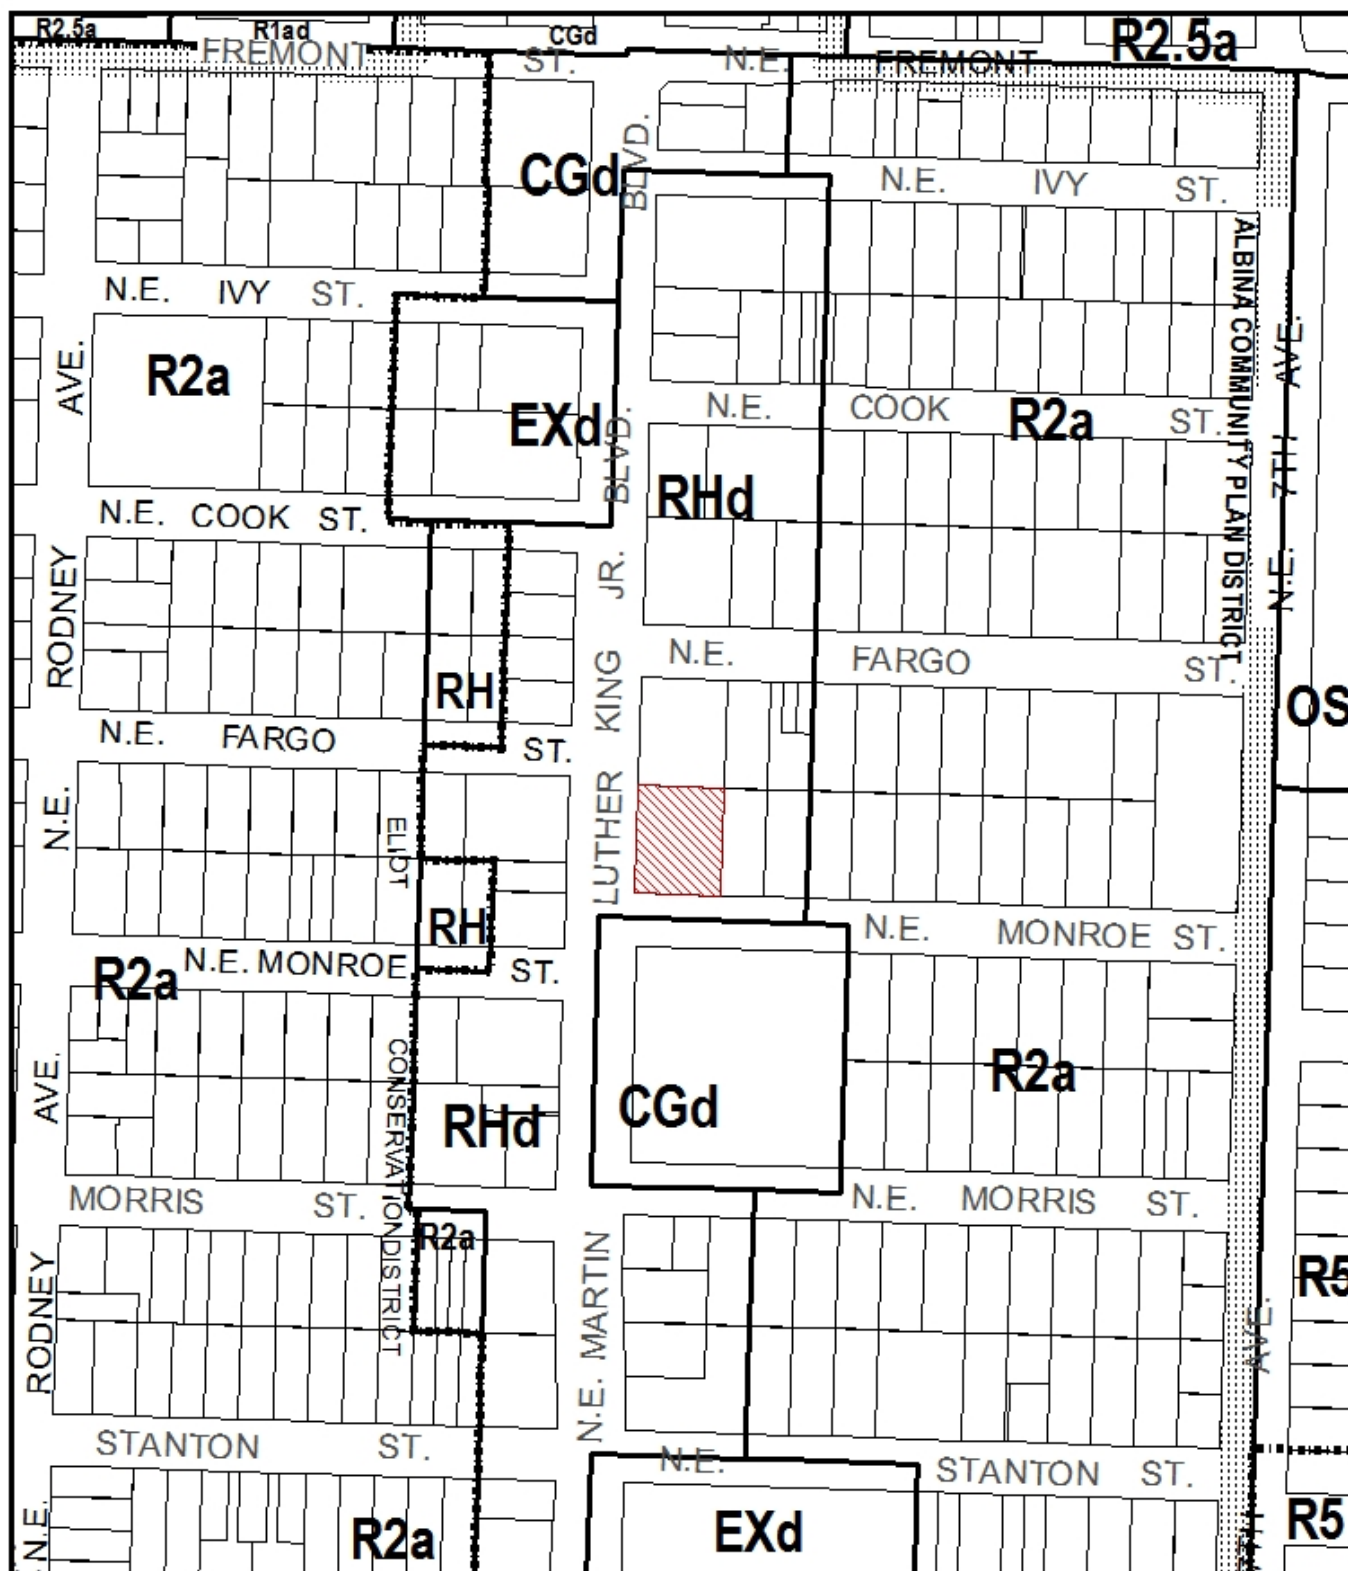 R2.5a
R1ad
CGd
R2.5a
FREMONT
ST.
N.E.
FREMONT
CGd
BLVD.
N.E. IVY ST.
N.E. IVY ST.
ALBINA COMMUNITY PLAN DISTRICT
AVE.
R2a
EXd
BLVD.
N.E. COOK ST.
R2a
N.E. 7TH AVE.
RHd
N.E. COOK ST.
RODNEY
JR.
N.E. FARGO ST.
RH
KING
OS
N.E. FARGO ST.
N.E.
ELIOT
LUTHER
RH
N.E. MONROE ST.
N.E. MONROE ST.
R2a
AVE.
CONSERVATION DISTRICT
RHd
CGd
R2a
MORRIS ST.
N.E. MORRIS ST.
R2a
RODNEY
N.E. MARTIN
R5
AVE.
STANTON ST.
N.E. STANTON ST.
N.E.
R2a
EXd
R5